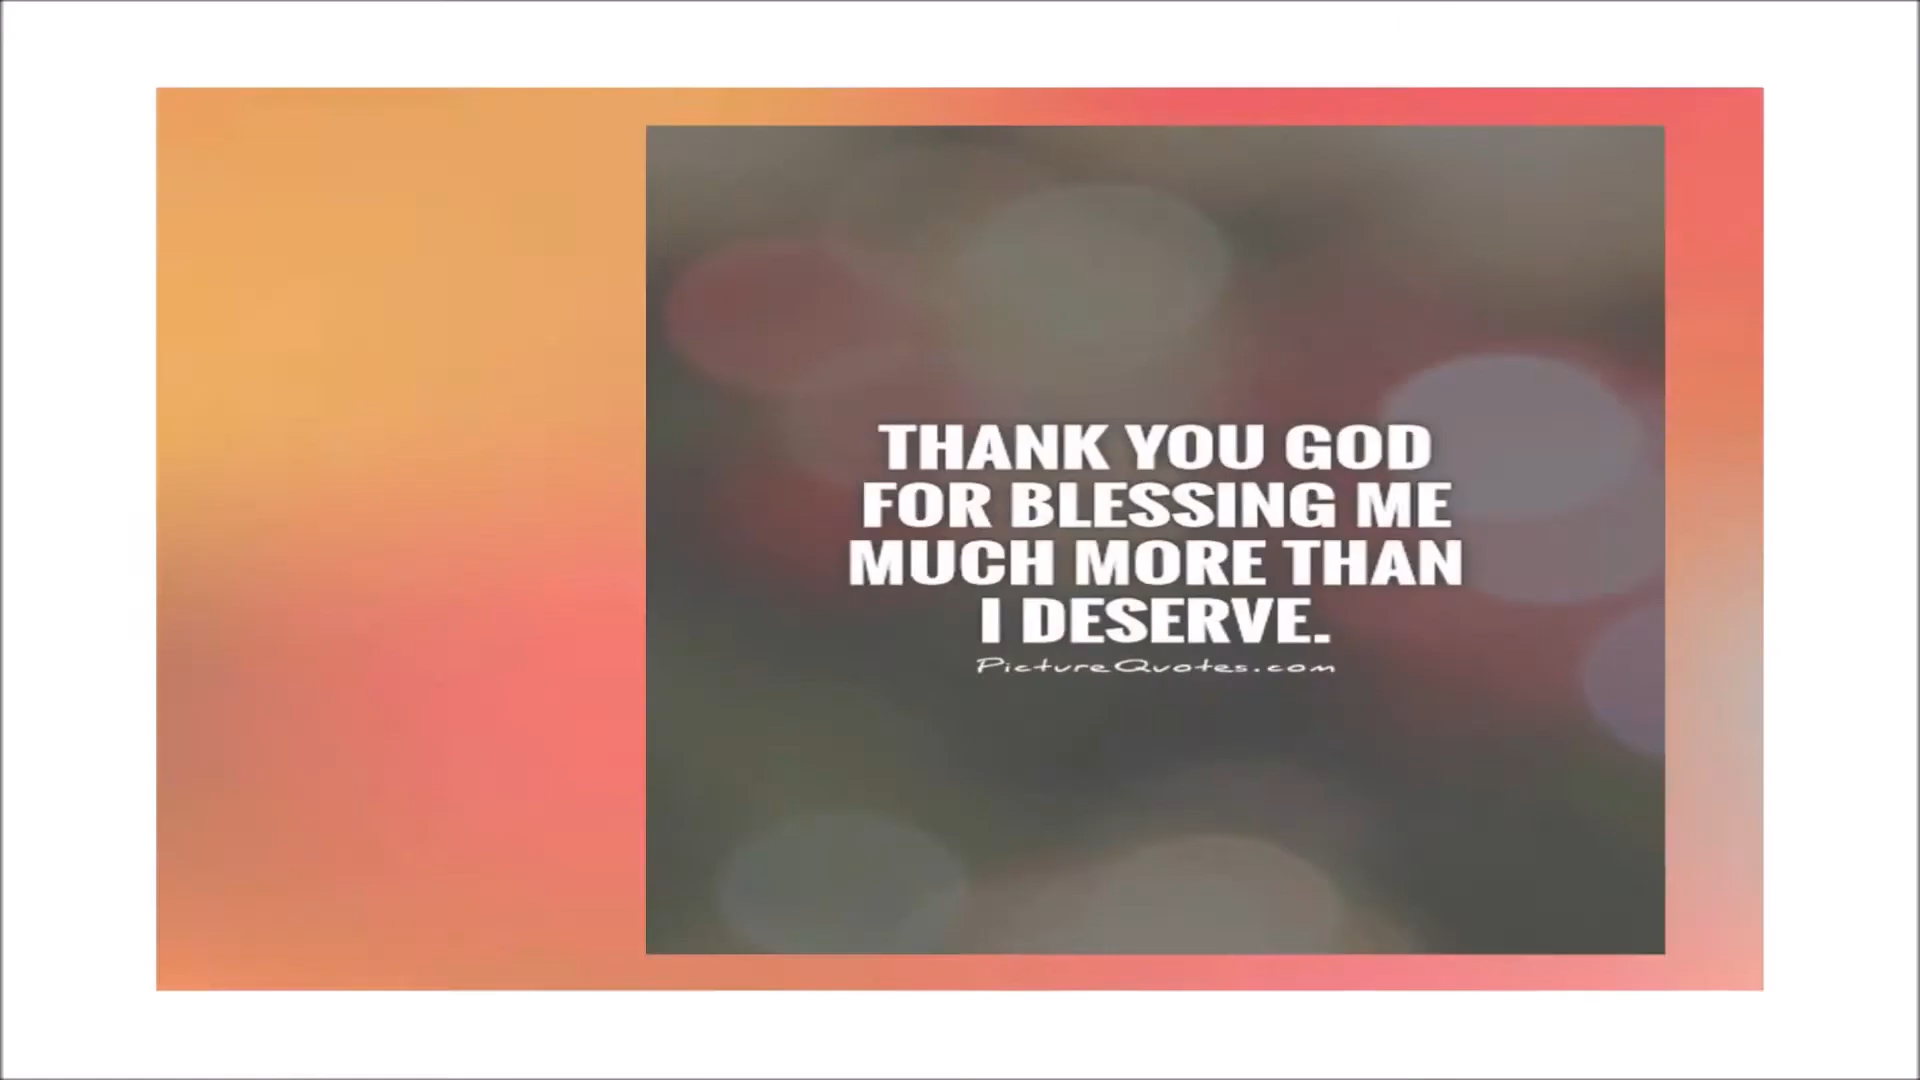 THANK YOU GOD
FOR BLESSING ME
MUCH MORE THAN
I DESERVE.
PictureQuotes.com